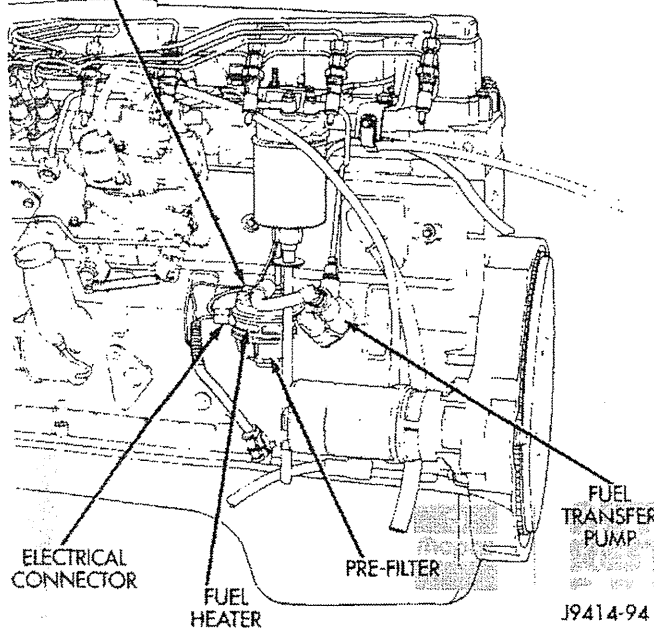 ELECTRICAL
CONNECTOR
FUEL
HEATER
PRE-FILTER
FUEL
TRANSFER
PUMP
J9414-94